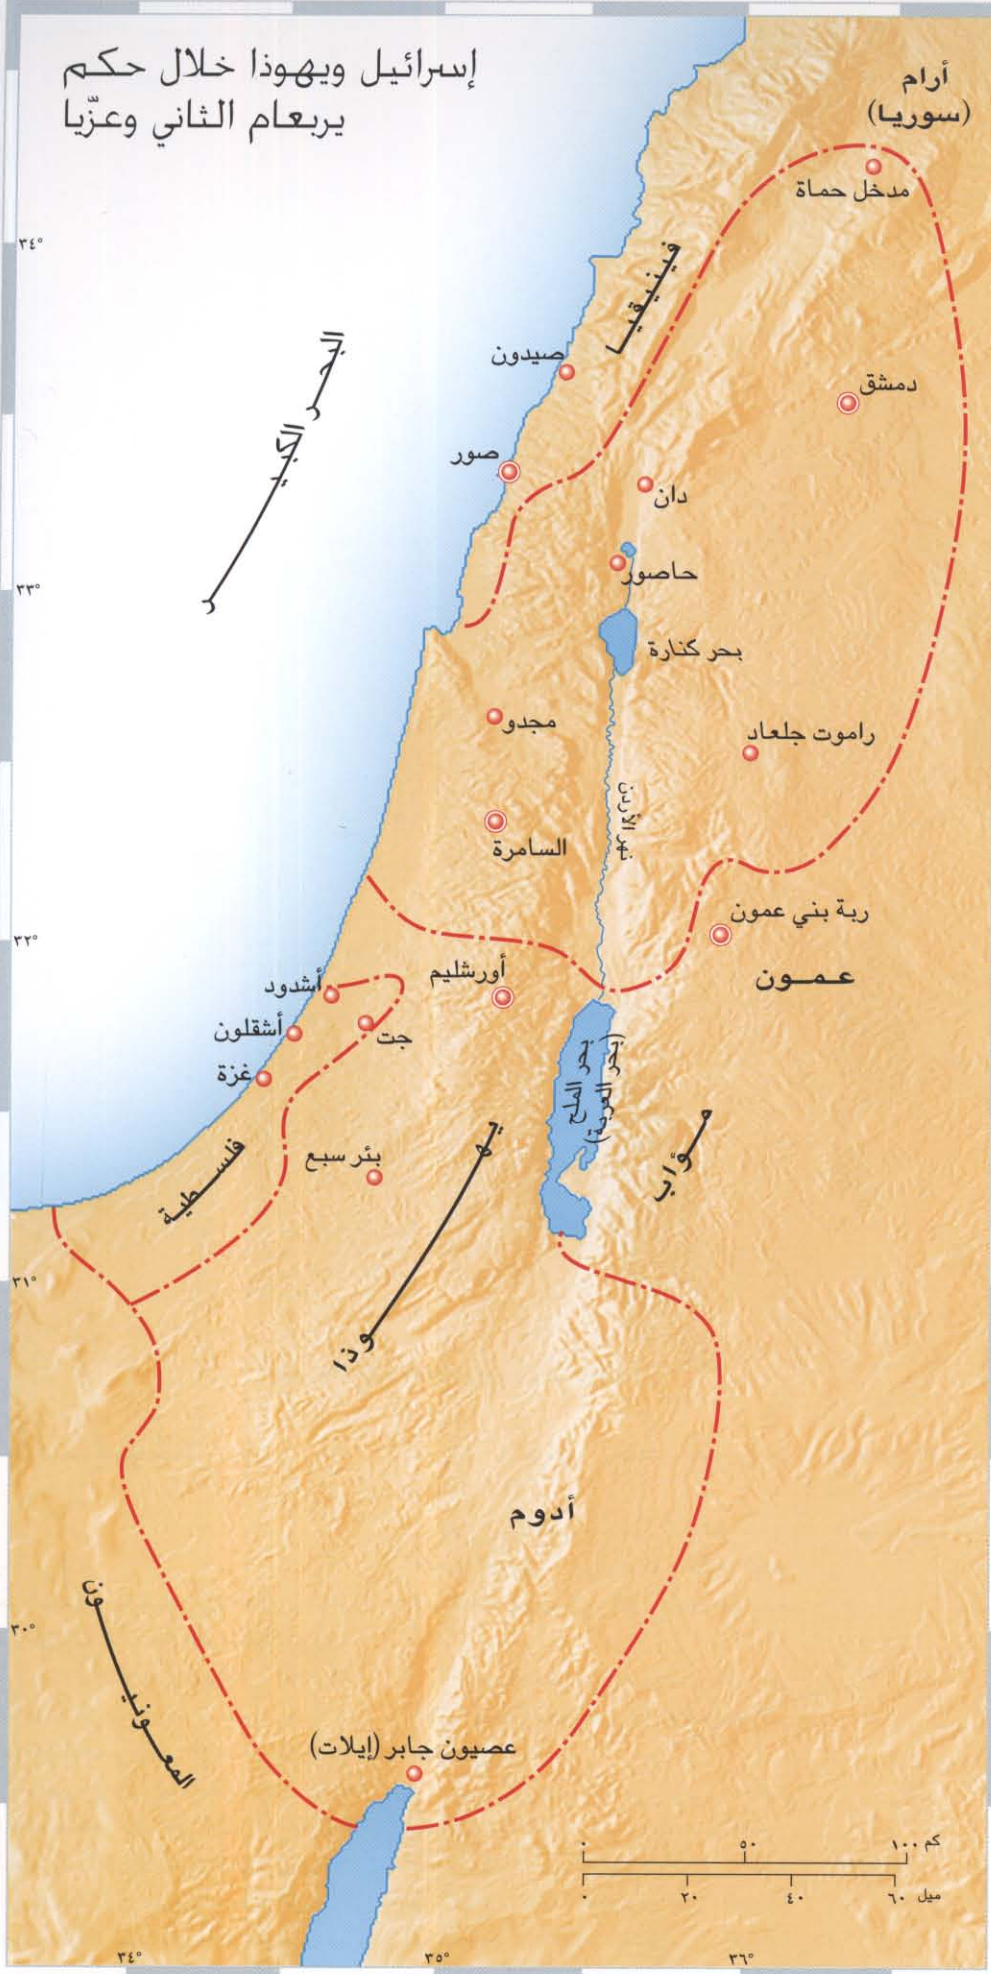 إسرائيل ويهوذا خلال حكم
يربعام الثاني وعزّيا
أرام
(سوريا)
مدخل حماة
٣٤°
فينيقيا
البحر الكبير
صيدون
دمشق
صور
دان
حاصور
٣٣°
بحر كنارة
مجدو
راموت جلعاد
نهر الأردن
السامرة
ربة بني عمون
٣٢°
عمون
أورشليم
أشدود
جت
أشقلون
غزة
بحر الملح
(بحر العربة)
مؤاب
يهوذا
بئر سبع
فلسطية
٣١°
أدوم
المعونيون
٣٠°
عصيون جابر (إيلات)
٠ ٥٠ ١٠٠ كم
٠ ٢٠ ٤٠ ٦٠ ميل
٣٤° ٣٥° ٣٦°